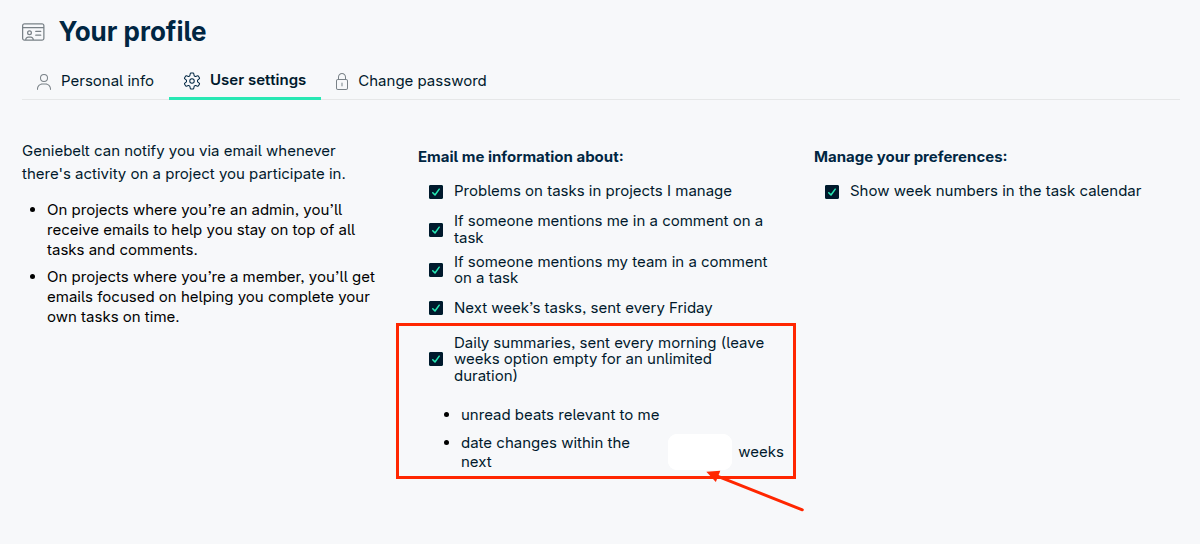 Your profile
Personal info
User settings
Change password
Geniebelt can notify you via email whenever
there's activity on a project you participate in.
• On projects where you’re an admin, you’ll
receive emails to help you stay on top of all
tasks and comments.
• On projects where you’re a member, you’ll get
emails focused on helping you complete your
own tasks on time.
Email me information about:
Problems on tasks in projects I manage
If someone mentions me in a comment on a
task
If someone mentions my team in a comment
on a task
Next week’s tasks, sent every Friday
Daily summaries, sent every morning (leave
weeks option empty for an unlimited
duration)
• unread beats relevant to me
• date changes within the
next
weeks
Manage your preferences:
Show week numbers in the task calendar